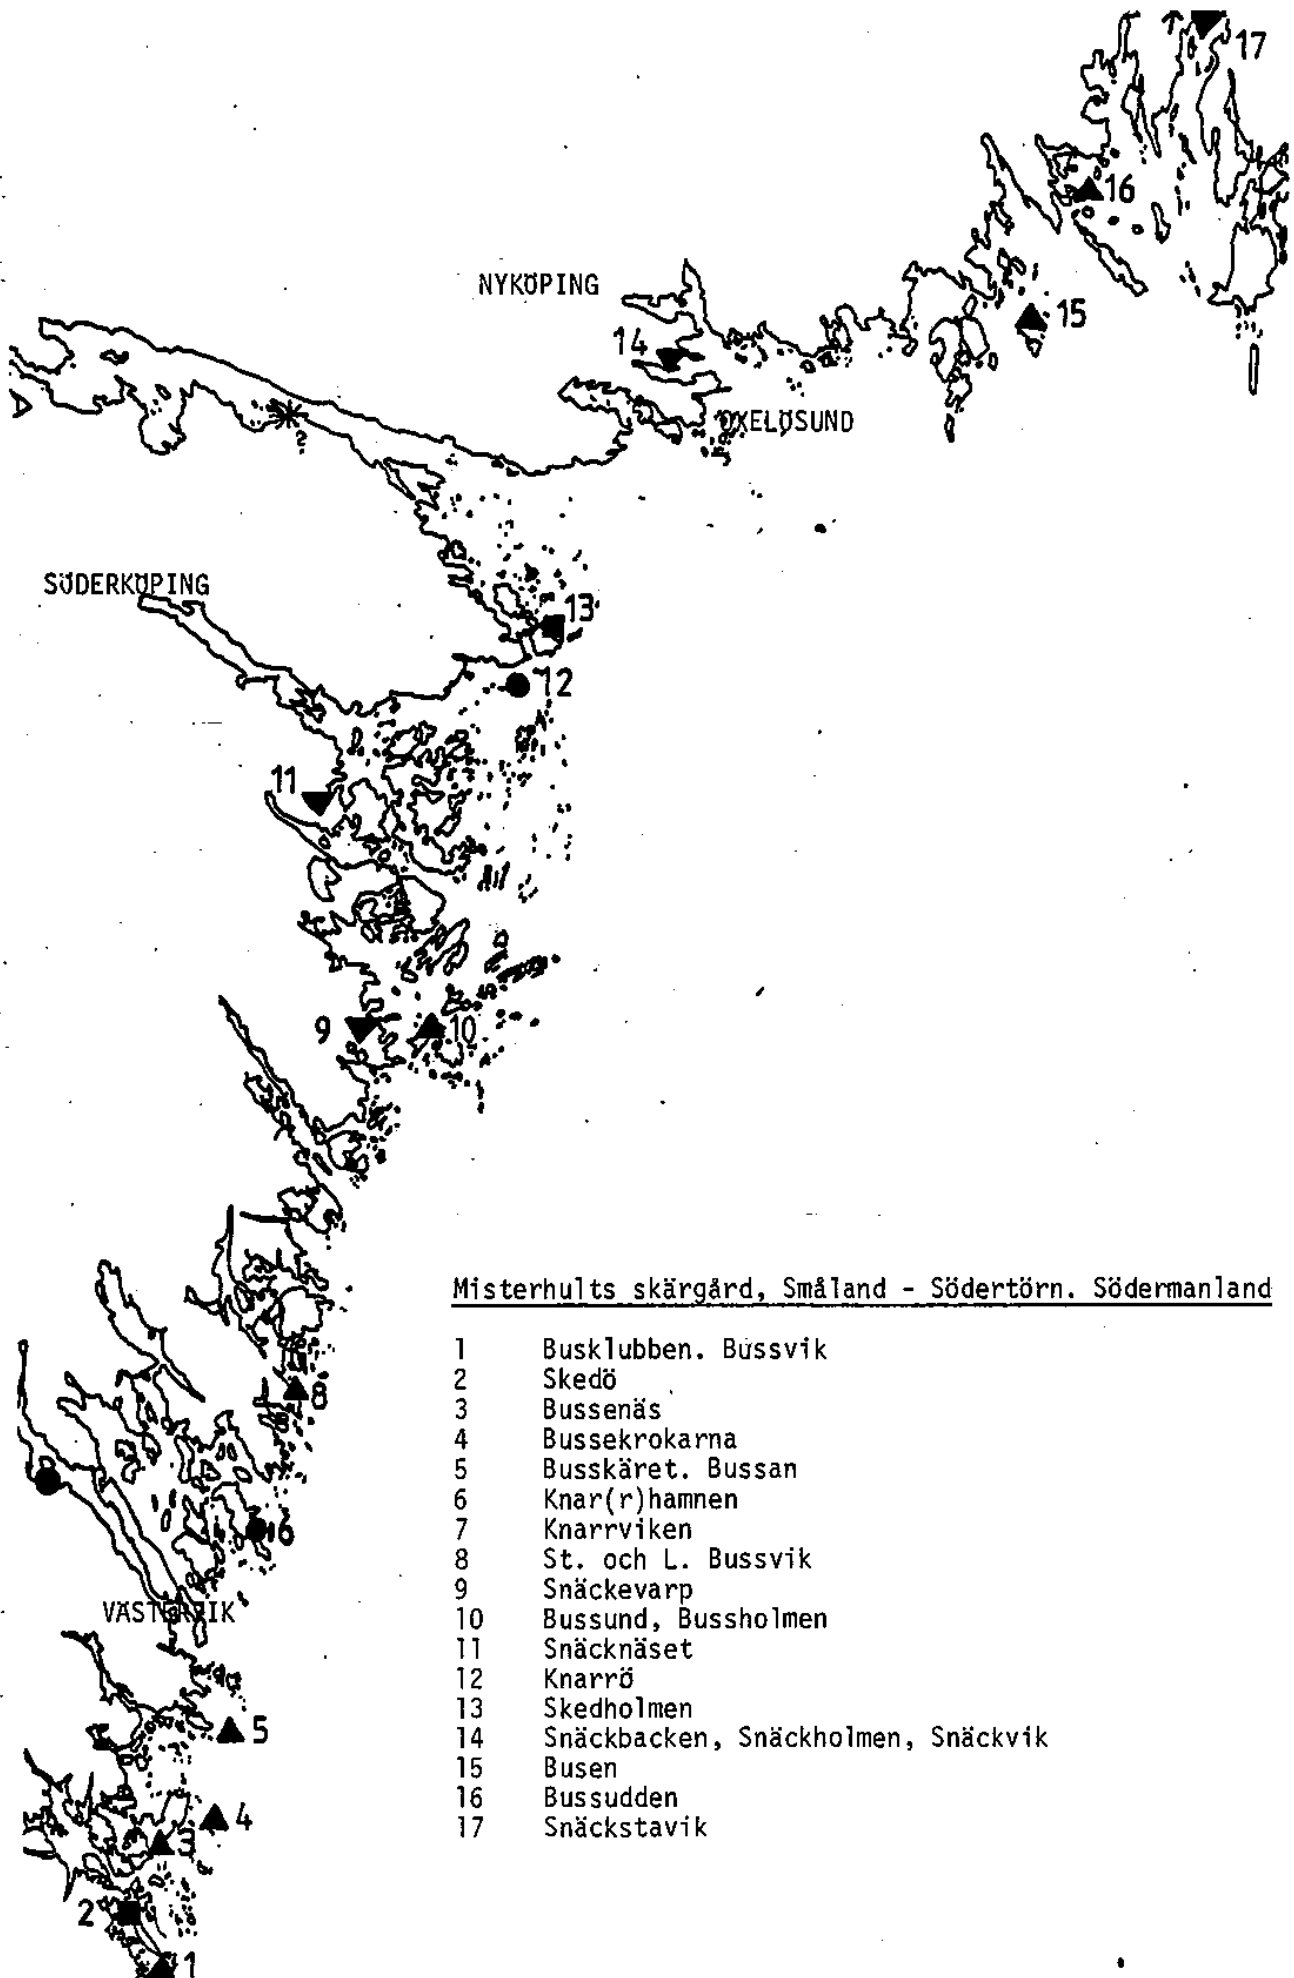 17
16
NYKÖPING
15
14
OXELÖSUND
?
SÖDERKÖPING
13
12
11
9
10
Misterhults skärgård, Småland - Södertörn. Södermanland
1 Busklubben. Bussvik
2 Skedö
3 Bussenäs
8
4 Bussekrokarna
5 Busskäret. Bussan
6 Knar(r)hamnen
6
7 Knarrviken
8 St. och L. Bussvik
9 Snäckevarp
VÄSTERVIK
10 Bussund, Bussholmen
11 Snäcknäset
12 Knarrö
13 Skedholmen
5
14 Snäckbacken, Snäckholmen, Snäckvik
15 Busen
16 Bussudden
4
17 Snäckstavik
3
2
1